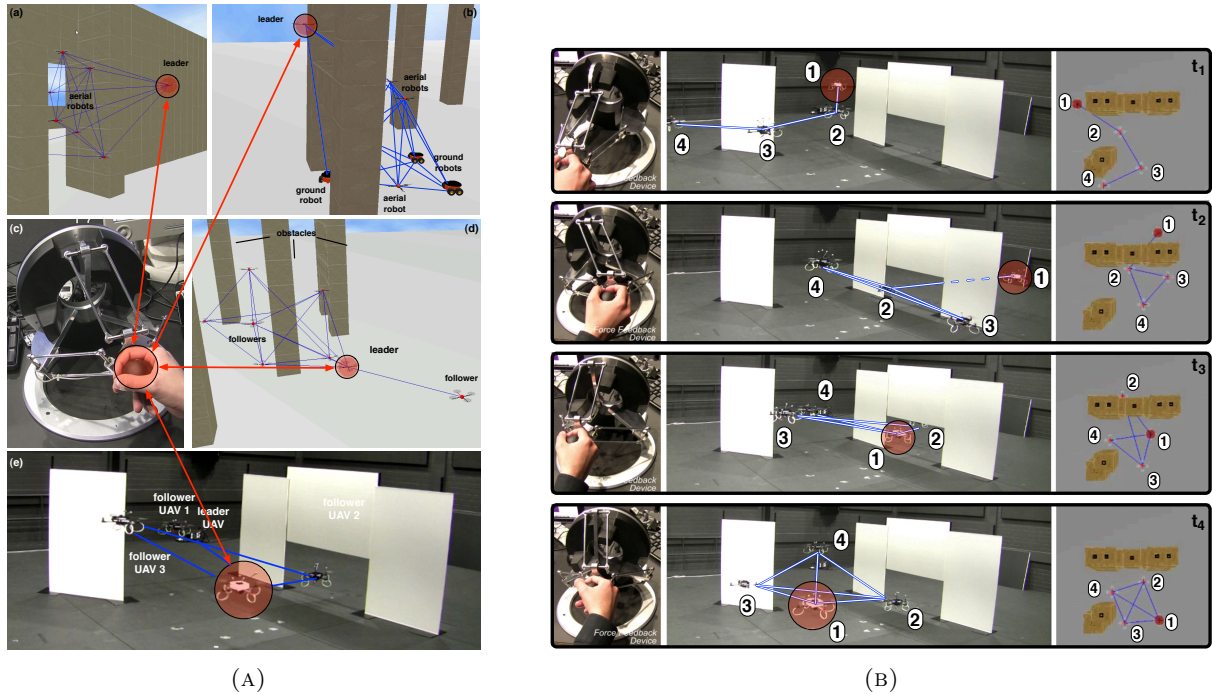 (a)
leader
aerial
robots
leader
(b)
aerial
robots
ground
robots
ground
robot
aerial
robot
(c)
obstacles
(d)
followers
leader
follower
(e)
follower
UAV 1
leader
UAV
follower
UAV 2
follower
UAV 3
(A)
1
2
3
4
Feedback
Device
t1
1
2
3
4
1
2
3
4
Force Feedback
Device
t2
1
2
3
4
1
2
3
4
Force Feedback
Device
t3
2
4
1
3
4
3
1
2
Force Feedback
Device
t4
4
2
1
3
(B)